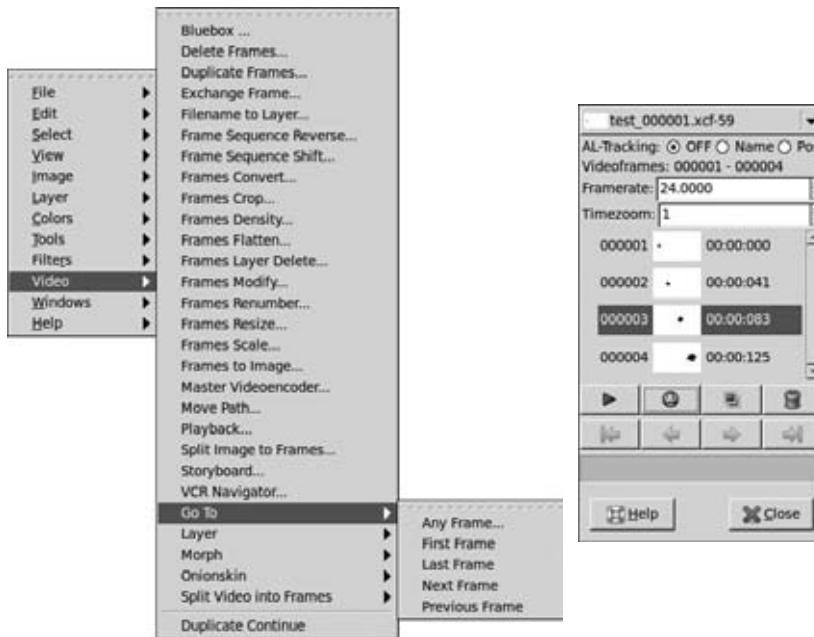 File
Edit
Select
View
Image
Layer
Colors
Tools
Filters
Video
Windows
Help
Bluebox ...
Delete Frames...
Duplicate Frames...
Exchange Frame...
Filename to Layer...
Frame Sequence Reverse...
Frame Sequence Shift...
Frames Convert...
Frames Crop...
Frames Density...
Frames Flatten...
Frames Layer Delete...
Frames Modify...
Frames Renumber...
Frames Resize...
Frames Scale...
Frames to Image...
Master Videoencoder...
Move Path...
Playback...
Split Image to Frames...
Storyboard...
VCR Navigator...
Go To
Layer
Morph
Onionskin
Split Video into Frames
Duplicate Continue
Any Frame...
First Frame
Last Frame
Next Frame
Previous Frame
test_000001.xcf-59
AL-Tracking: OFF Name Po
Videoframes: 000001 - 000004
Framerate: 24.0000
Timezoom: 1
000001 00:00:000
000002 00:00:041
000003 00:00:083
000004 00:00:125
Help Close